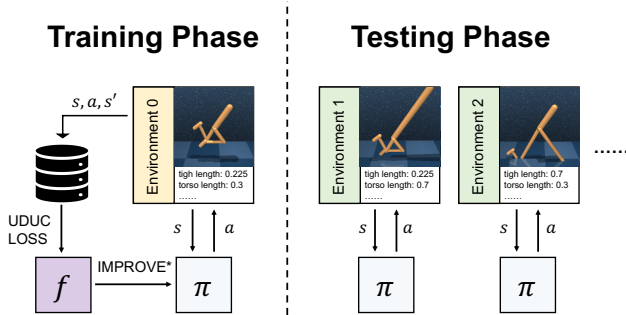 Training Phase
Testing Phase
s, a, s′
Environment 0
tigh length: 0.225
torso length: 0.3
......
Environment 1
tigh length: 0.225
torso length: 0.7
......
Environment 2
tigh length: 0.7
torso length: 0.3
......
......
UDUC
LOSS
s
a
s
a
s
a
f
IMPROVE*
π
π
π